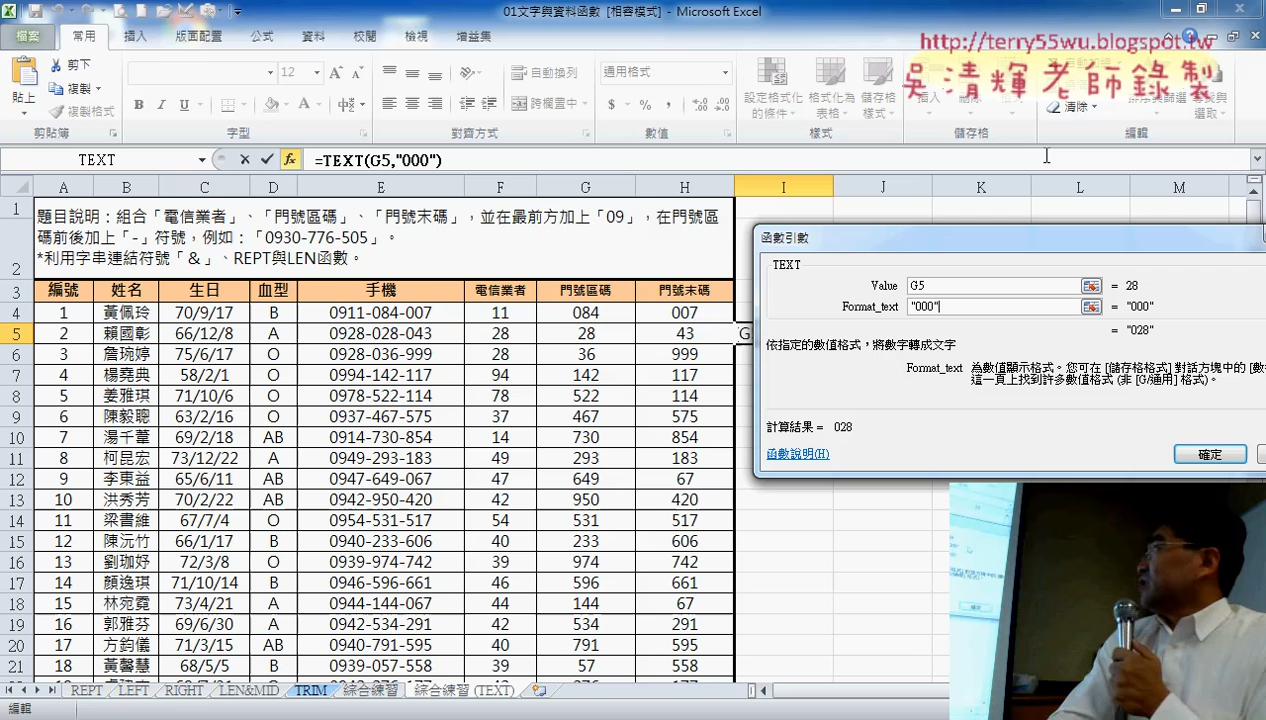 01文字與資料函數 [相容模式] - Microsoft Excel
http://terry55wu.blogspot.tw
吳清輝老師錄製
檔案 常用 插入 版面配置 公式 資料 校閱 檢視 增益集
剪下
複製
複製格式
貼上
12
B I U
自動換列
跨欄置中
通用格式
$ % ,
設定格式化的條件
格式化為表格
儲存格樣式
清除
剪貼簿 字型 對齊方式 數值 樣式 儲存格 編輯
TEXT =TEXT(G5,"000")
A B C D E F G H I J K L M
1
2
題目說明：組合「電信業者」、「門號區碼」、「門號末碼」，並在最前方加上「09」，在門號區
碼前後加上「-」符號，例如：「0930-776-505」。
*利用字串連結符號「&」、REPT與LEN函數。
3 編號 姓名 生日 血型 手機 電信業者 門號區碼 門號末碼
4 1 黃佩玲 70/9/17 B 0911-084-007 11 084 007
5 2 賴國彰 66/12/8 A 0928-028-043 28 28 43
6 3 詹琬婷 75/6/17 O 0928-036-999 28 36 999
7 4 楊堯典 58/2/1 O 0994-142-117 94 142 117
8 5 姜雅琪 71/10/6 O 0978-522-114 78 522 114
9 6 陳毅聰 63/2/16 O 0937-467-575 37 467 575
10 7 湯千葦 69/2/18 AB 0914-730-854 14 730 854
11 8 柯国宏 73/12/22 A 0949-293-183 49 293 183
12 9 李東益 65/6/11 AB 0947-649-067 47 649 67
13 10 洪秀芳 70/2/22 AB 0942-950-420 42 950 420
14 11 梁書維 67/7/4 O 0954-531-517 54 531 517
15 12 陳沅竹 66/1/17 B 0940-233-606 40 233 606
16 13 劉珈妤 71/3/8 O 0939-974-742 39 974 742
17 14 顏逸琪 71/10/14 B 0946-596-661 46 596 661
18 15 林宛霓 73/4/21 A 0944-144-067 44 144 67
19 16 郭雅芬 69/6/30 A 0942-534-291 42 534 291
20 17 方鈞儀 71/3/15 AB 0940-791-595 40 791 595
21 18 黃馨慧 68/5/5 B 0939-057-558 39 57 558
函數引數
TEXT
Value G5 = 28
Format_text "000" = "000"
= "028"
依指定的數值格式，將數字轉成文字
Format_text 為數值顯示格式。您可在 [儲存格格式] 對話方塊中的 [數
這一頁上找到許多數值格式 (非 [G/通用] 格式)。
計算結果 = 028
函數說明(H)
確定
REPT LEFT RIGHT LEN&MID TRIM 綜合練習 綜合練習 (TEXT)
編輯